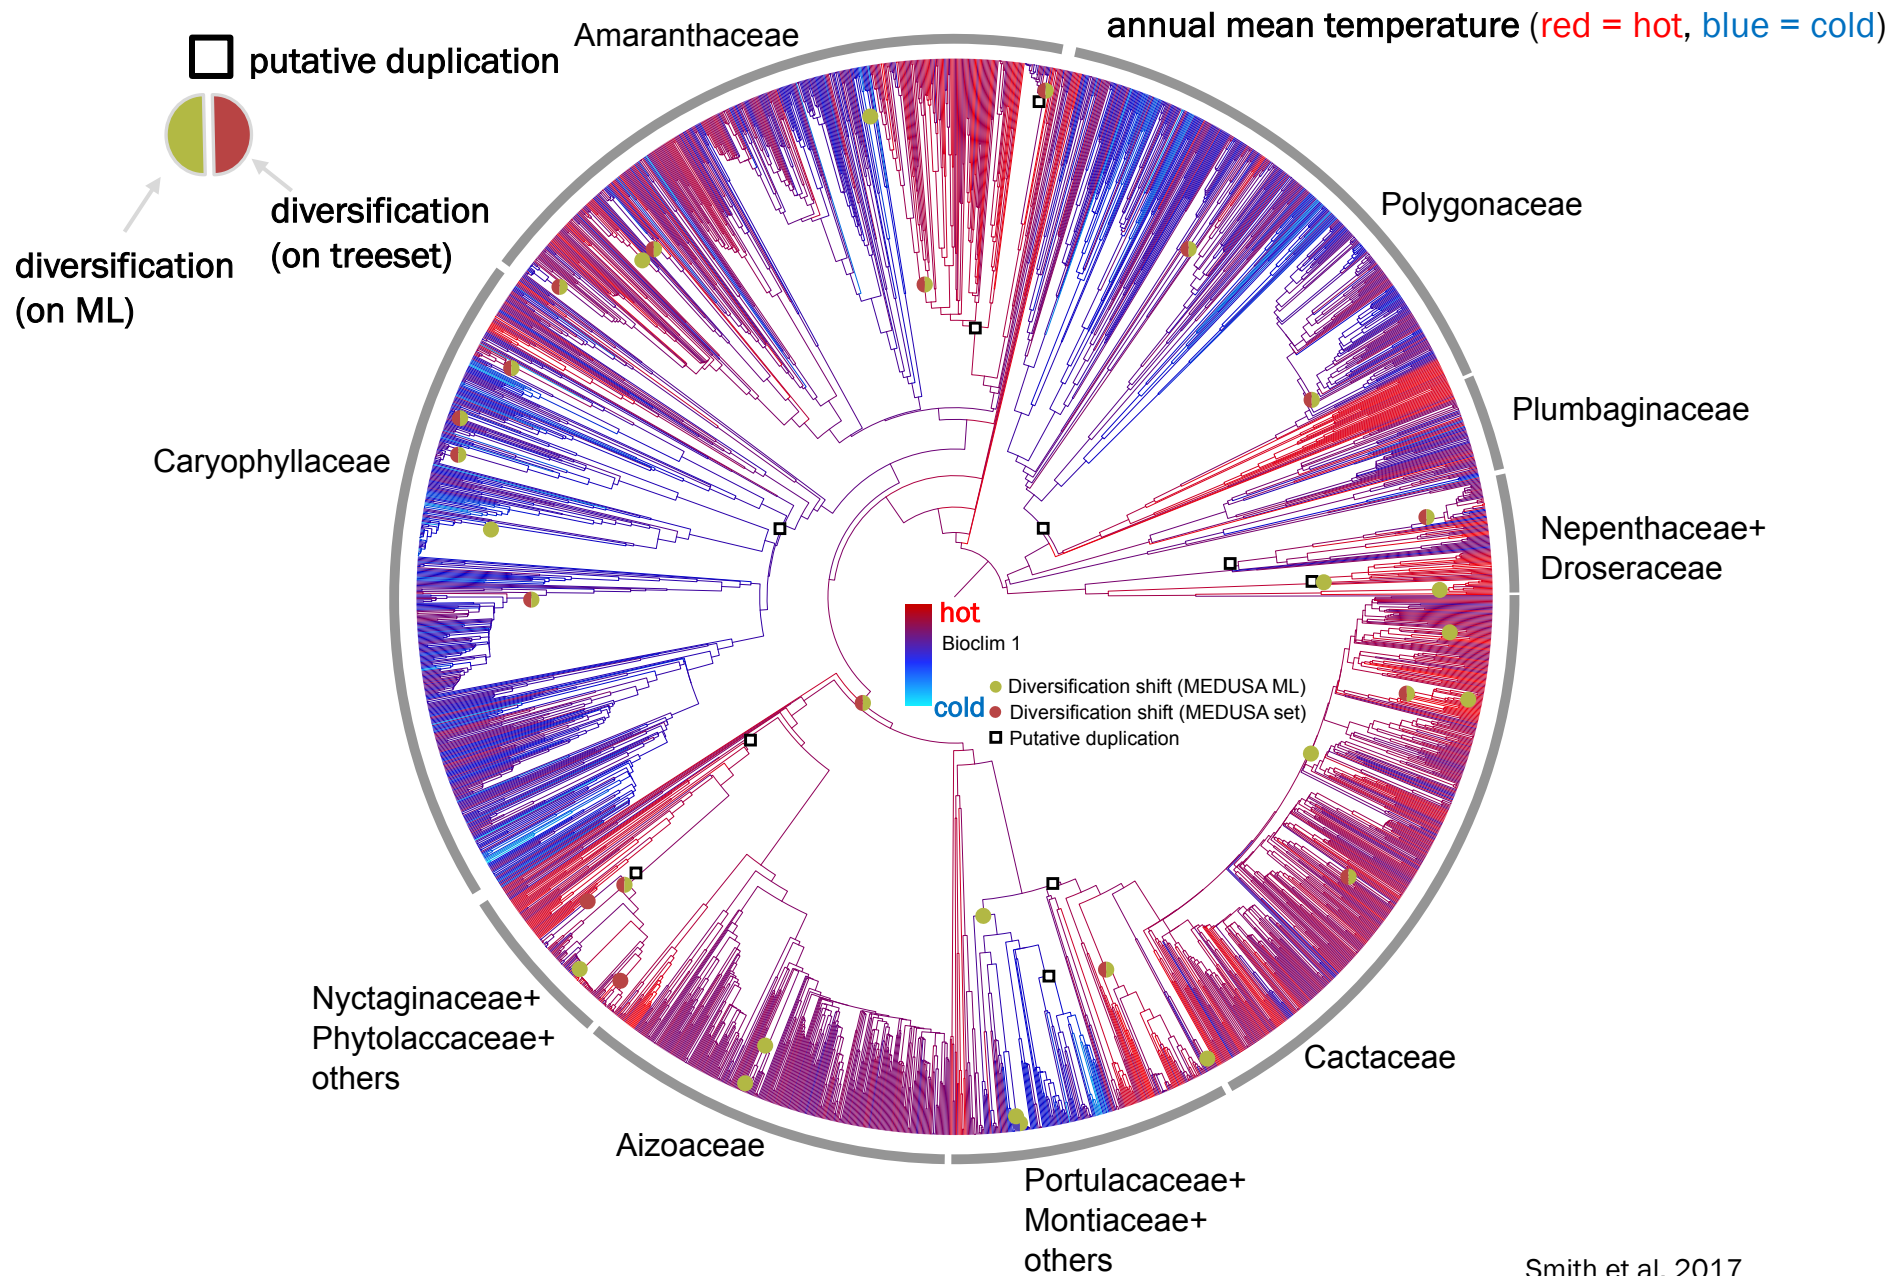 annual mean temperature (red = hot, blue = cold)
Amaranthaceae
putative duplication
diversification
(on treeset)
diversification
(on ML)
Polygonaceae
Plumbaginaceae
Caryophyllaceae
Nepenthaceae+
Droseraceae
hot
Bioclim 1
cold
Diversification shift (MEDUSA ML)
Diversification shift (MEDUSA set)
Putative duplication
Nyctaginaceae+
Phytolaccaceae+
others
Cactaceae
Aizoaceae
Portulacaceae+
Montiaceae+
others
Smith et al. 2017